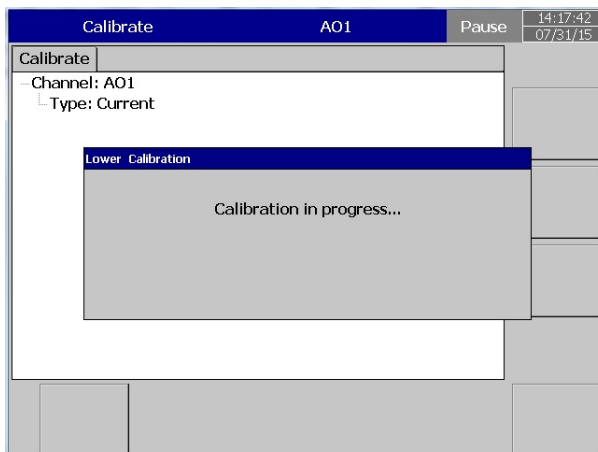 Calibrate AO1 Pause 14:17:42
07/31/15
Calibrate
Channel: AO1
Type: Current
Lower Calibration
Calibration in progress...